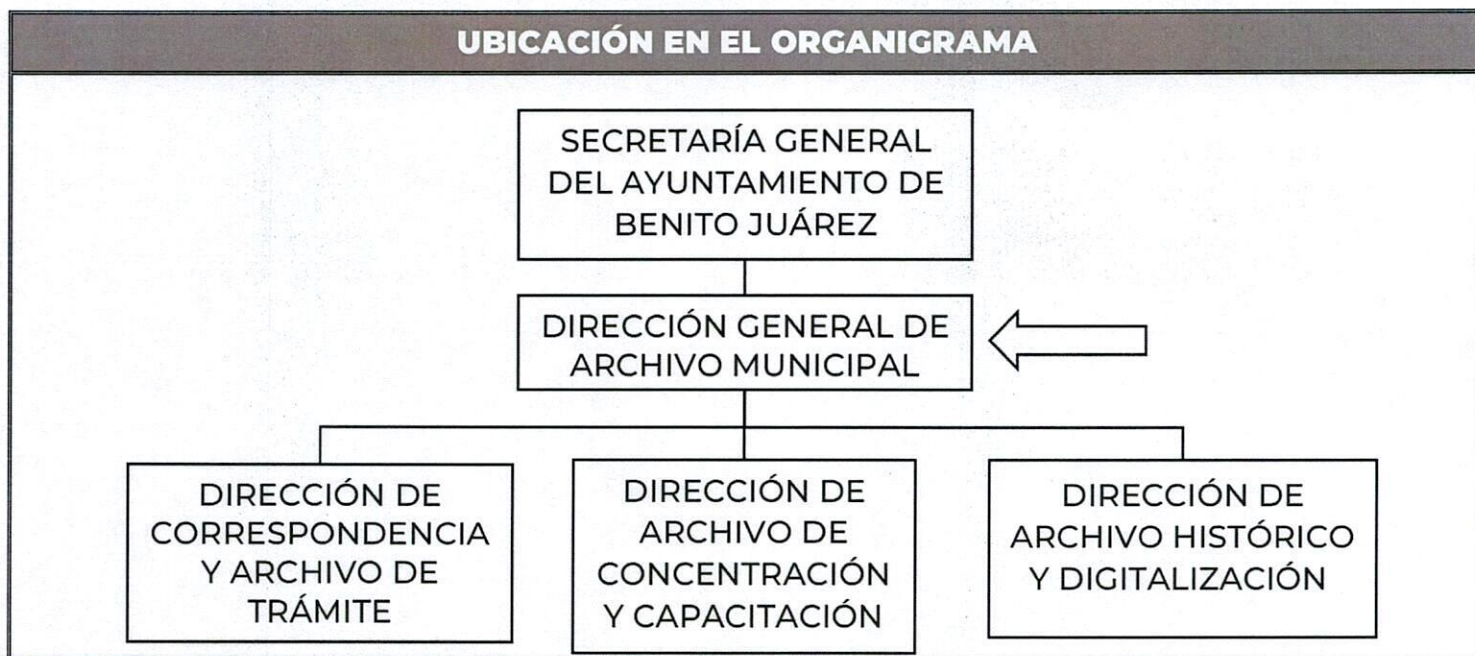 UBICACIÓN EN EL ORGANIGRAMA
SECRETARÍA GENERAL
DEL AYUNTAMIENTO DE
BENITO JUÁREZ
DIRECCIÓN GENERAL DE
ARCHIVO MUNICIPAL
DIRECCIÓN DE
CORRESPONDENCIA
Y ARCHIVO DE
TRÁMITE
DIRECCIÓN DE
ARCHIVO DE
CONCENTRACIÓN
Y CAPACITACIÓN
DIRECCIÓN DE
ARCHIVO HISTÓRICO
Y DIGITALIZACIÓN